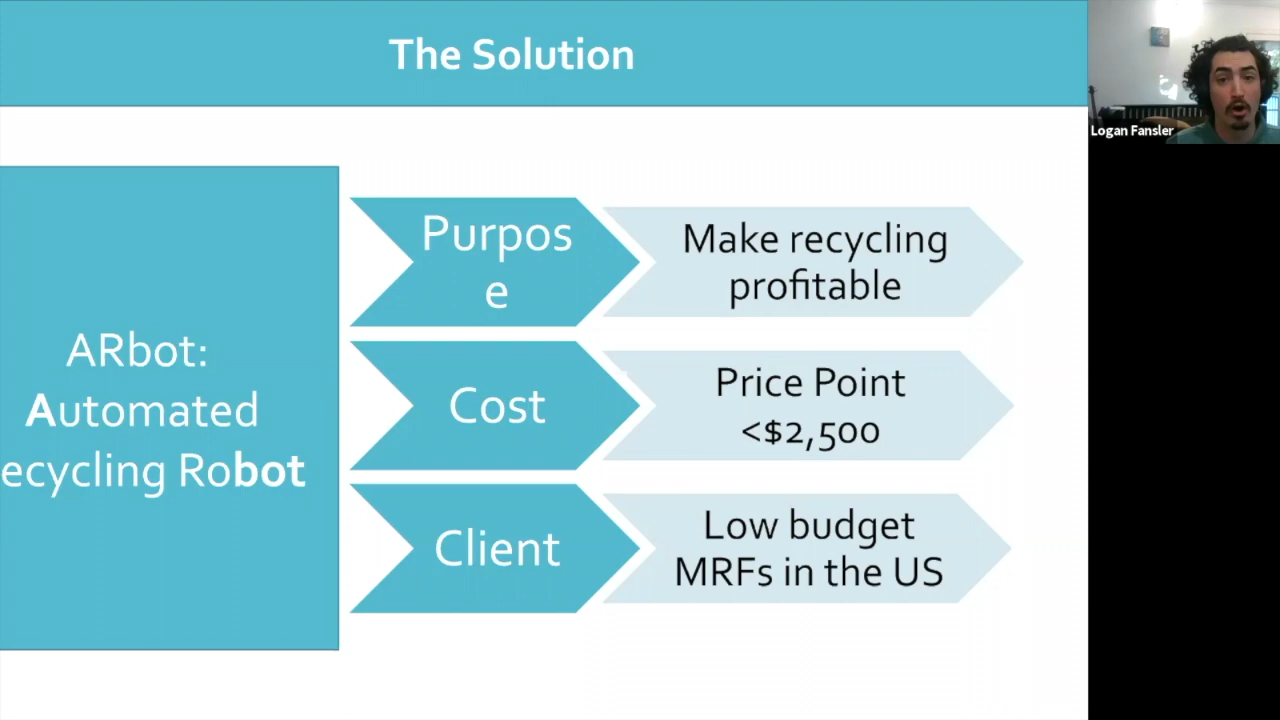 The Solution
Logan Fansler
ARbot:
Automated
ecycling Robot
Purpos
e
Make recycling
profitable
Cost
Price Point
<$2,500
Client
Low budget
MRFs in the US